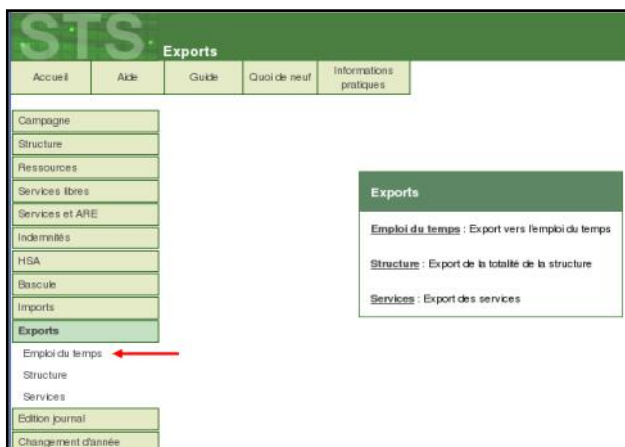 STS
Exports
Accueil
Aide
Guide
Quoi de neuf
Informations
pratiques
Campagne
Structure
Ressources
Services libres
Services et ARE
Indemnités
HSA
Bascule
Imports
Exports
Emploi du temps
Structure
Services
Edition journal
Changement d'année
Exports
Emploi du temps : Export vers l'emploi du temps
Structure : Export de la totalité de la structure
Services : Export des services